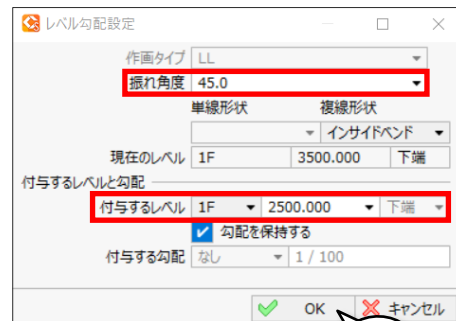 レベル勾配設定
作画タイプ LL
振れ角度 45.0
単線形状 複線形状
インサイドベンド
現在のレベル 1F 3500.000 下端
付与するレベルと勾配
付与するレベル 1F 2500.000 下端
勾配を保持する
付与する勾配 なし 1 / 100
OK キャンセル